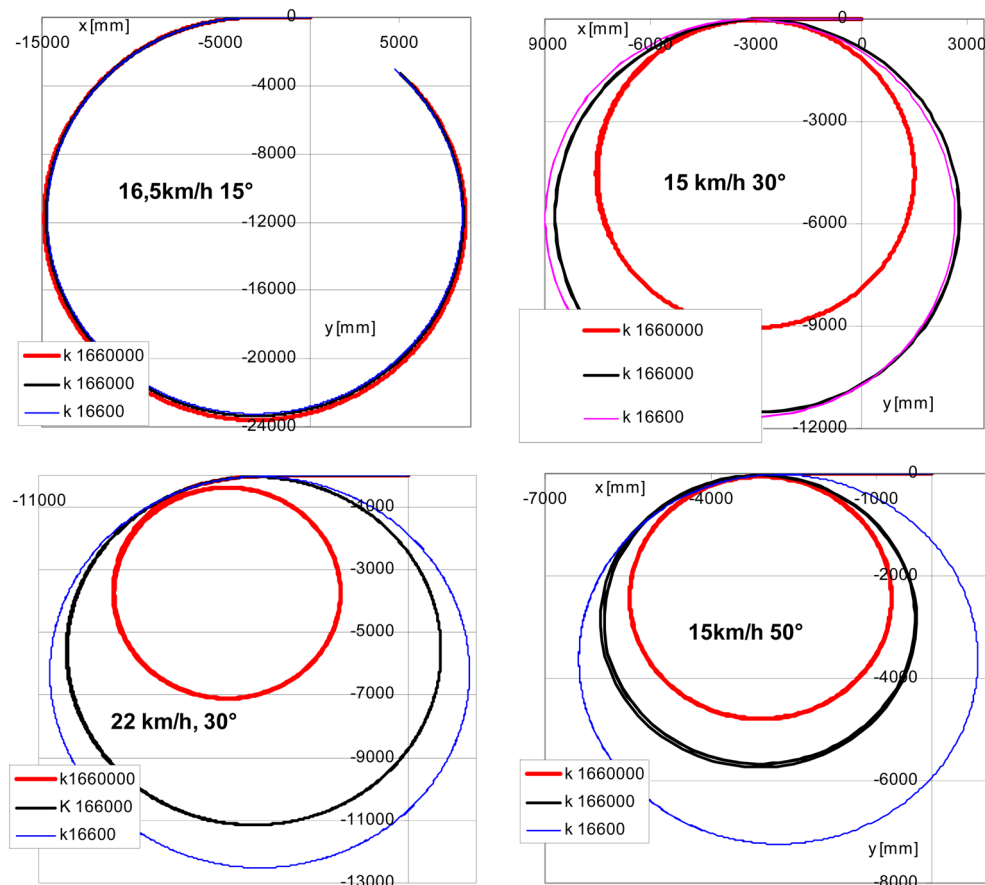 x [mm]
0
-15000
-5000
5000
-4000
-8000
16,5km/h 15°
-12000
-16000
y [mm]
-20000
k 1660000
k 166000
k 16600
-24000
x [mm]
0
9000
-6000
-3000
0
3000
-3000
15 km/h 30°
-6000
-9000
k 1660000
k 166000
k 16600
y [mm]
-12000
-11000
-1000
-3000
-5000
-7000
22 km/h, 30°
-9000
k1660000
K 166000
k16600
-11000
-13000
0
-7000
x [mm]
-4000
-1000
-2000
15km/h 50°
-4000
k 1660000
k 166000
k 16600
-6000
y [mm]
-8000